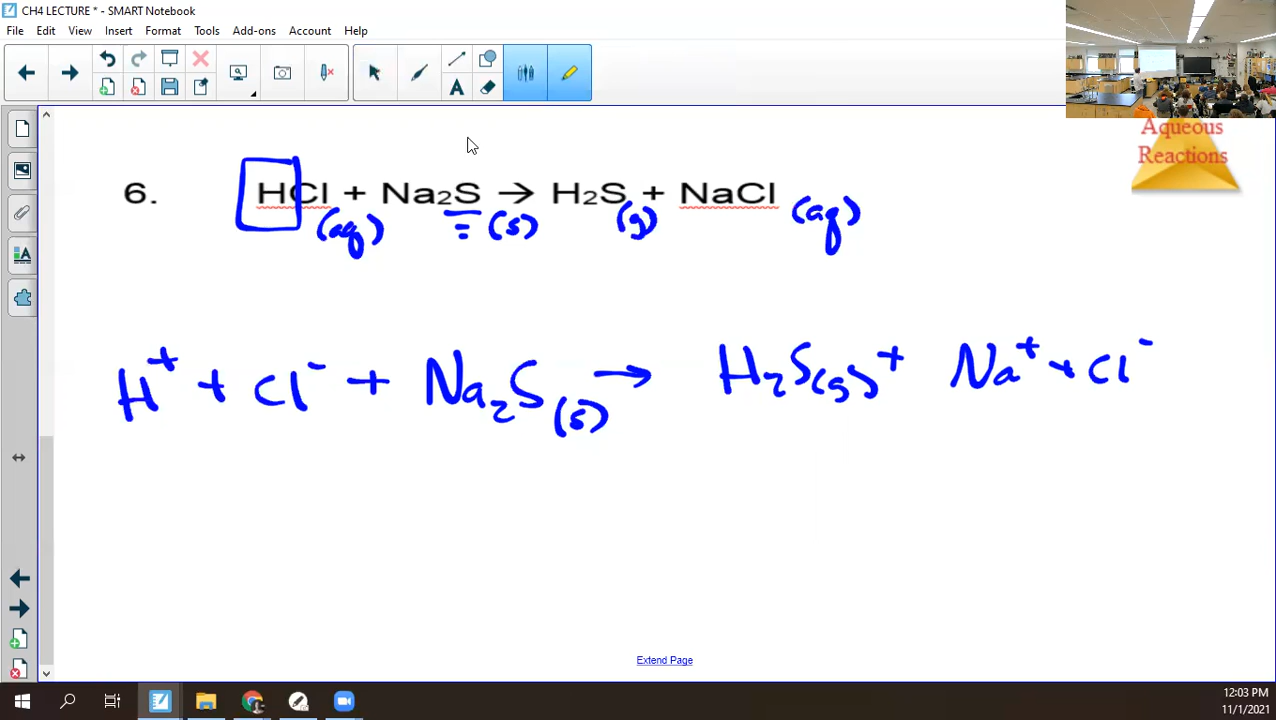 CH4 LECTURE * - SMART Notebook
File Edit View Insert Format Tools Add-ons Account Help
Aqueous
Reactions
6. HCl + Na2S → H2S + NaCl
(aq) (s) (g) (aq)
H⁺ + Cl⁻ + Na₂S(s) → H₂S(g) + Na⁺ + Cl⁻
Extend Page
12:03 PM
11/1/2021